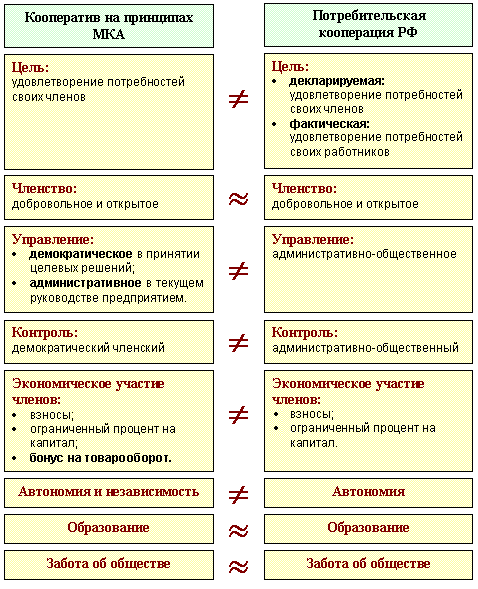 Кооператив на принципах
МКА
Потребительская
кооперация РФ
Цель:
удовлетворение потребностей
своих членов
≠
Цель:
• декларируемая:
удовлетворение потребностей
своих членов
• фактическая:
удовлетворение потребностей
своих работников
Членство:
добровольное и открытое
≈
Членство:
добровольное и открытое
Управление:
• демократическое в принятии
целевых решений;
• административное в текущем
руководстве предприятием.
≠
Управление:
административно-общественное
Контроль:
демократический членский
≠
Контроль:
административно-общественный
Экономическое участие
членов:
• взносы;
• ограниченный процент на
капитал;
• бонус на товарооборот.
≠
Экономическое участие
членов:
• взносы;
• ограниченный процент на
капитал.
Автономия и независимость
≠
Автономия
Образование
≈
Образование
Забота об обществе
≈
Забота об обществе